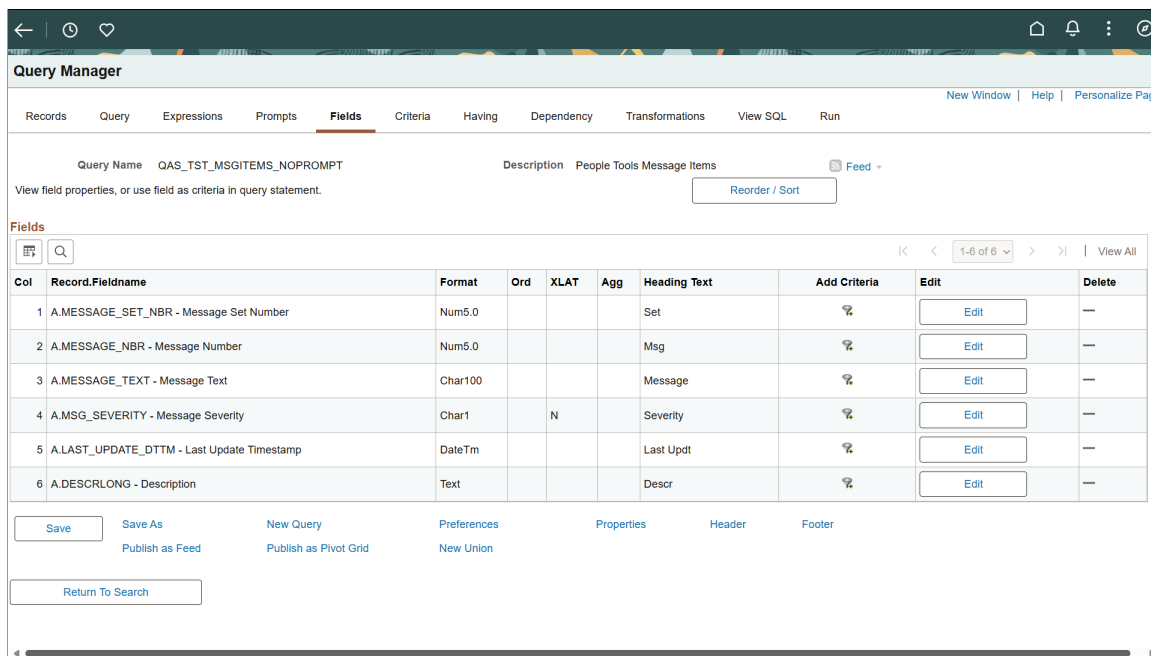 Query Manager
New Window | Help | Personalize Pag
Records Query Expressions Prompts Fields Criteria Having Dependency Transformations View SQL Run
Query Name QAS_TST_MSGITEMS_NOPROMPT Description People Tools Message Items Feed
View field properties, or use field as criteria in query statement. Reorder / Sort
Fields
1-6 of 6 | View All
Col Record.Fieldname Format Ord XLAT Agg Heading Text Add Criteria Edit Delete
1 A.MESSAGE_SET_NBR - Message Set Number Num5.0 Set Edit
2 A.MESSAGE_NBR - Message Number Num5.0 Msg Edit
3 A.MESSAGE_TEXT - Message Text Char100 Message Edit
4 A.MSG_SEVERITY - Message Severity Char1 N Severity Edit
5 A.LAST_UPDATE_DTTM - Last Update Timestamp DateTm Last Updt Edit
6 A.DESCRLONG - Description Text Descr Edit
Save Save As New Query Preferences Properties Header Footer
Publish as Feed Publish as Pivot Grid New Union
Return To Search